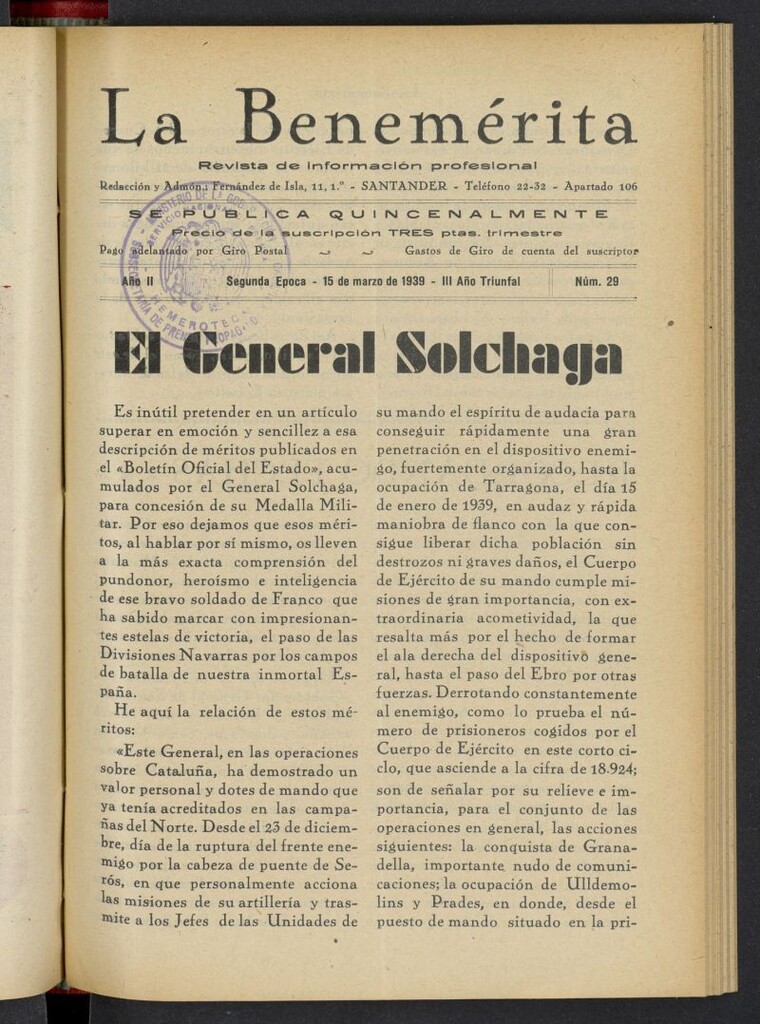 La Benemérita
Revista de información profesional
Redacción y Admón.: Fernández de Isla, 11, 1.º - SANTANDER - Teléfono 22-32 - Apartado 106
SE PUBLICA QUINCENALMENTE
Precio de la suscripción TRES ptas. trimestre
Pago adelantado por Giro Postal Gastos de Giro de cuenta del suscriptor
Año II Segunda Epoca - 15 de marzo de 1939 - III Año Triunfal Núm. 29
HEMEROTECA
El General Solchaga
Es inútil pretender en un artículo
superar en emoción y sencillez a esa
descripción de méritos publicados en
el «Boletín Oficial del Estado», acu-
mulados por el General Solchaga,
para concesión de su Medalla Mili-
tar. Por eso dejamos que esos méri-
tos, al hablar por sí mismo, os lleven
a la más exacta comprensión del
pundonor, heroísmo e inteligencia
de ese bravo soldado de Franco que
ha sabido marcar con impresionan-
tes estelas de victoria, el paso de las
Divisiones Navarras por los campos
de batalla de nuestra inmortal Es-
paña.
He aquí la relación de estos mé-
ritos:
«Este General, en las operaciones
sobre Cataluña, ha demostrado un
valor personal y dotes de mando que
ya tenía acreditados en las campa-
ñas del Norte. Desde el 23 de diciem-
bre, día de la ruptura del frente ene-
migo por la cabeza de puente de Se-
rós, en que personalmente acciona
las misiones de su artillería y tras-
mite a los Jefes de las Unidades de
su mando el espíritu de audacia para
conseguir rápidamente una gran
penetración en el dispositivo enemi-
go, fuertemente organizado, hasta la
ocupación de Tarragona, el día 15
de enero de 1939, en audaz y rápida
maniobra de flanco con la que con-
sigue liberar dicha población sin
destrozos ni graves daños, el Cuerpo
de Ejército de su mando cumple mi-
siones de gran importancia, con ex-
traordinaria acometividad, la que
resalta más por el hecho de formar
el ala derecha del dispositivo gene-
ral, hasta el paso del Ebro por otras
fuerzas. Derrotando constantemente
al enemigo, como lo prueba el nú-
mero de prisioneros cogidos por el
Cuerpo de Ejército en este corto ci-
clo, que asciende a la cifra de 18.924;
son de señalar por su relieve e im-
portancia, para el conjunto de las
operaciones en general, las acciones
siguientes: la conquista de Grana-
della, importante nudo de comuni-
caciones; la ocupación de Ulldemo-
lins y Prades, en donde, desde el
puesto de mando situado en la pri-